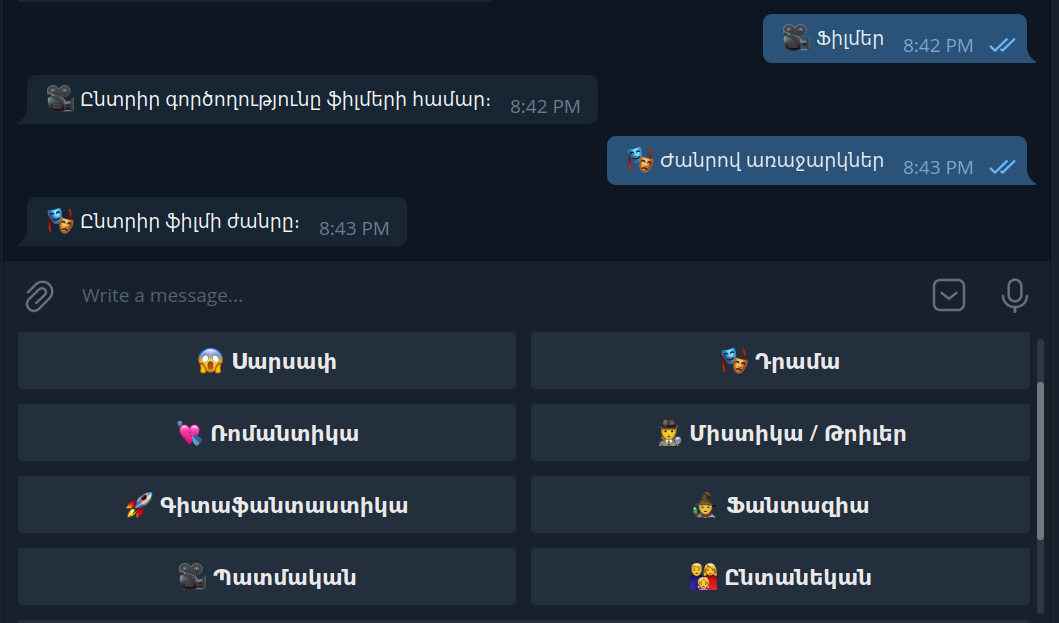 🎥 Ֆիլմեր 8:42 PM
🎥 Ընտրիր գործողությունը ֆիլմերի համար։ 8:42 PM
🎭 Ժանրով առաջարկներ 8:43 PM
🎭 Ընտրիր ֆիլմի ժանրը։ 8:43 PM
Write a message...
😱 Սարսափ
🎭 Դրամա
💘 Ռոմանտիկա
🕵️ Միստիկա / Թրիլեր
🚀 Գիտաֆանտաստիկա
🧙 Ֆանտազիա
🎥 Պատմական
👨‍👩‍👧 Ընտանեկան